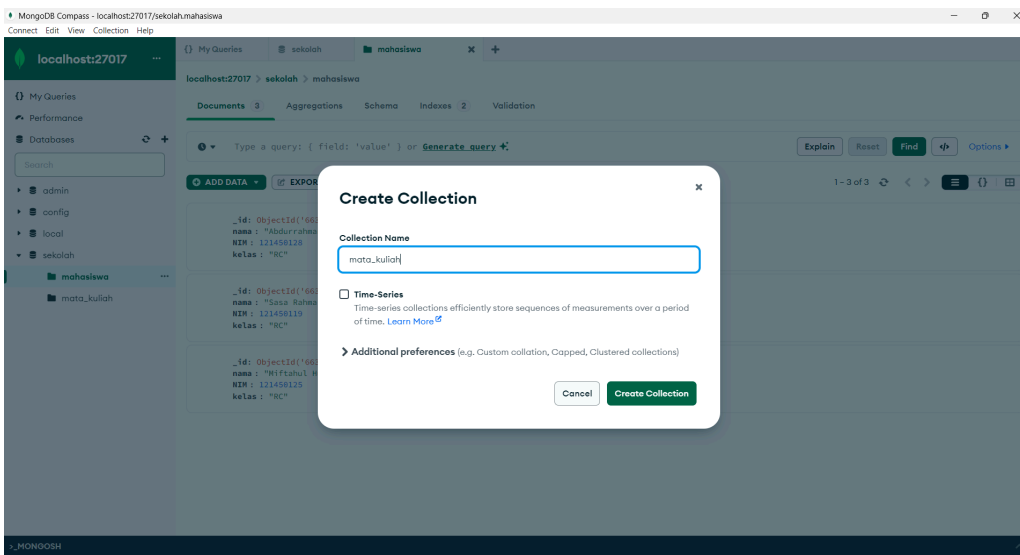 MongoDB Compass - localhost:27017/sekolah.mahasiswa
Connect Edit View Collection Help
localhost:27017 ...
{} My Queries
sekolah
mahasiswa
localhost:27017 > sekolah > mahasiswa
{} My Queries
Performance
Databases
Search
admin
config
local
sekolah
mahasiswa ...
mata_kuliah
Documents 3 Aggregations Schema Indexes 2 Validation
Type a query: { field: 'value' } or Generate query
Explain Reset Find </> Options
ADD DATA EXPOR
1 – 3 of 3
_id: ObjectId('663
nama : "Abdurrahma
NIM : 121450128
kelas : "RC"
_id: ObjectId('663
nama : "Sasa Rahma
NIM : 121450119
kelas : "RC"
_id: ObjectId('663
nama : "Miftahul H
NIM : 121450125
kelas : "RC"
Create Collection
Collection Name
mata_kuliah
Time-Series
Time-series collections efficiently store sequences of measurements over a period
of time. Learn More
Additional preferences (e.g. Custom collation, Capped, Clustered collections)
Cancel Create Collection
>_MONGOSH